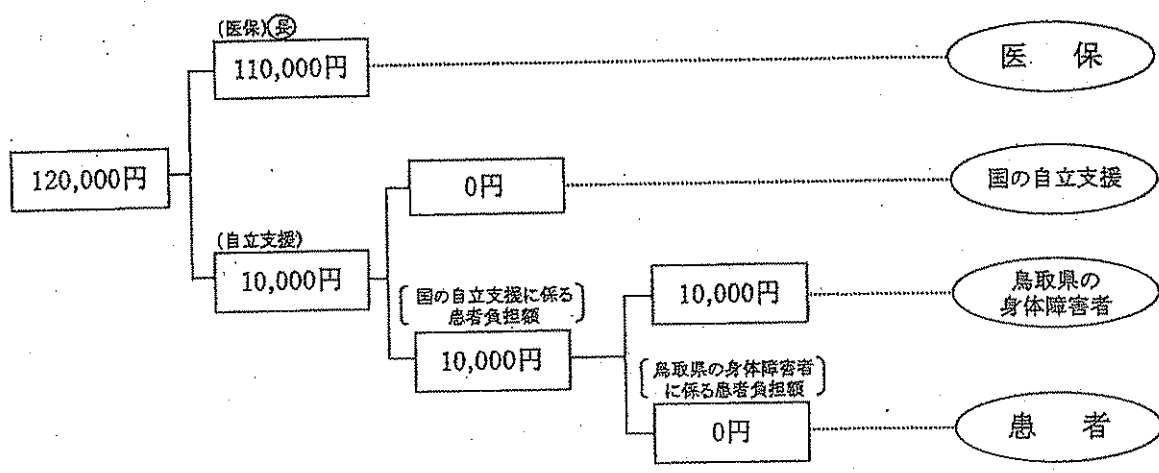 (医保)㊤長
110,000円
医 保
120,000円
0円
国の自立支援
(自立支援)
10,000円
国の自立支援に係る
患者負担額
10,000円
10,000円
鳥取県の
身体障害者
鳥取県の身体障害者
に係る患者負担額
0円
患 者